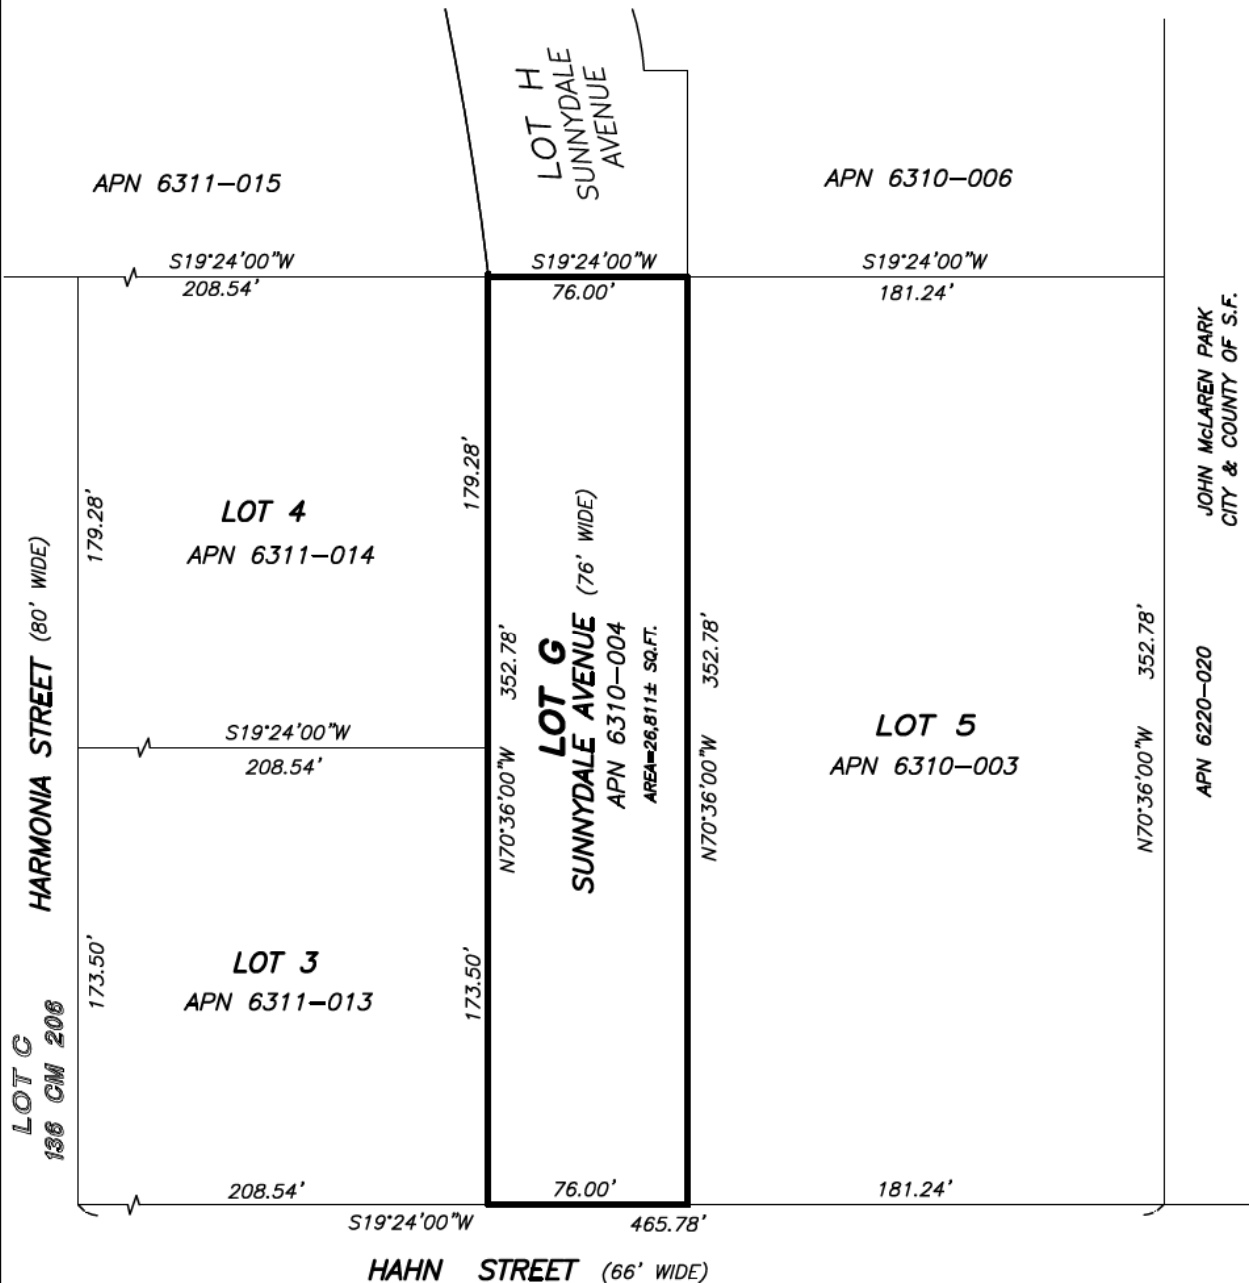 LOT H
SUNNYDALE
AVENUE
APN 6311-015
APN 6310-006
S19°24'00"W
208.54'
S19°24'00"W
76.00'
S19°24'00"W
181.24'
JOHN McLAREN PARK
CITY & COUNTY OF S.F.
APN 6220-020
179.28'
LOT 4
APN 6311-014
179.28'
HARMONIA STREET (80' WIDE)
LOT C
136 CM 206
S19°24'00"W
208.54'
N70°36'00"W 352.78'
LOT G
SUNNYDALE AVENUE (76' WIDE)
APN 6310-004
AREA=26,811± SQ.FT.
N70°36'00"W 352.78'
LOT 5
APN 6310-003
N70°36'00"W 352.78'
173.50'
LOT 3
APN 6311-013
173.50'
208.54'
76.00'
181.24'
S19°24'00"W
465.78'
HAHN STREET (66' WIDE)